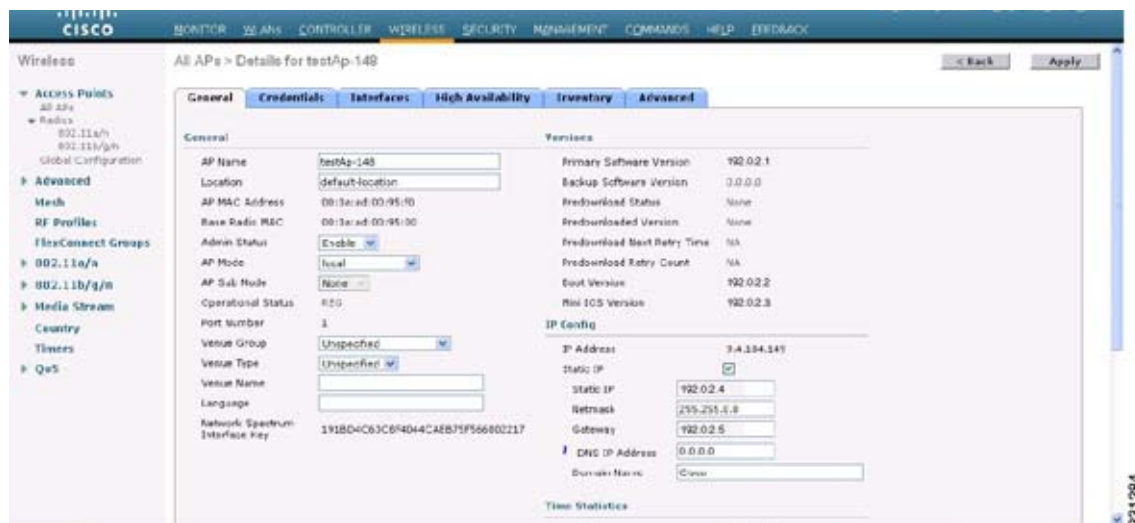 CISCO
MONITOR WLANs CONTROLLER WIRELESS SECURITY MANAGEMENT COMMANDS HELP FEEDBACK
Wireless
All APs > Details for testAp-148
< Back
Apply
Access Points
All APs
Radios
802.11a/n
802.11b/g/n
Global Configuration
Advanced
Mesh
RF Profiles
FlexConnect Groups
802.11a/n
802.11b/g/n
Media Stream
Country
Timers
QoS
General Credentials Interfaces High Availability Inventory Advanced
General
AP Name testAp-148
Location default-location
AP MAC Address
Base Radio MAC
Admin Status Enable
AP Mode local
AP Sub Mode None
Operational Status REG
Port Number 1
Venue Group Unspecified
Venue Type Unspecified
Venue Name
Language
Network Spectrum
Interface Key
Versions
Primary Software Version 192.0.2.1
Backup Software Version 0.0.0.0
Predownload Status None
Predownloaded Version None
Predownload Next Retry Time NA
Predownload Retry Count NA
Boot Version 192.0.2.2
Mini IOS Version 192.0.2.3
IP Config
IP Address
Static IP
Static IP 192.0.2.4
Netmask
Gateway 192.0.2.5
DNS IP Address 0.0.0.0
Domain Name Cisco
Time Statistics